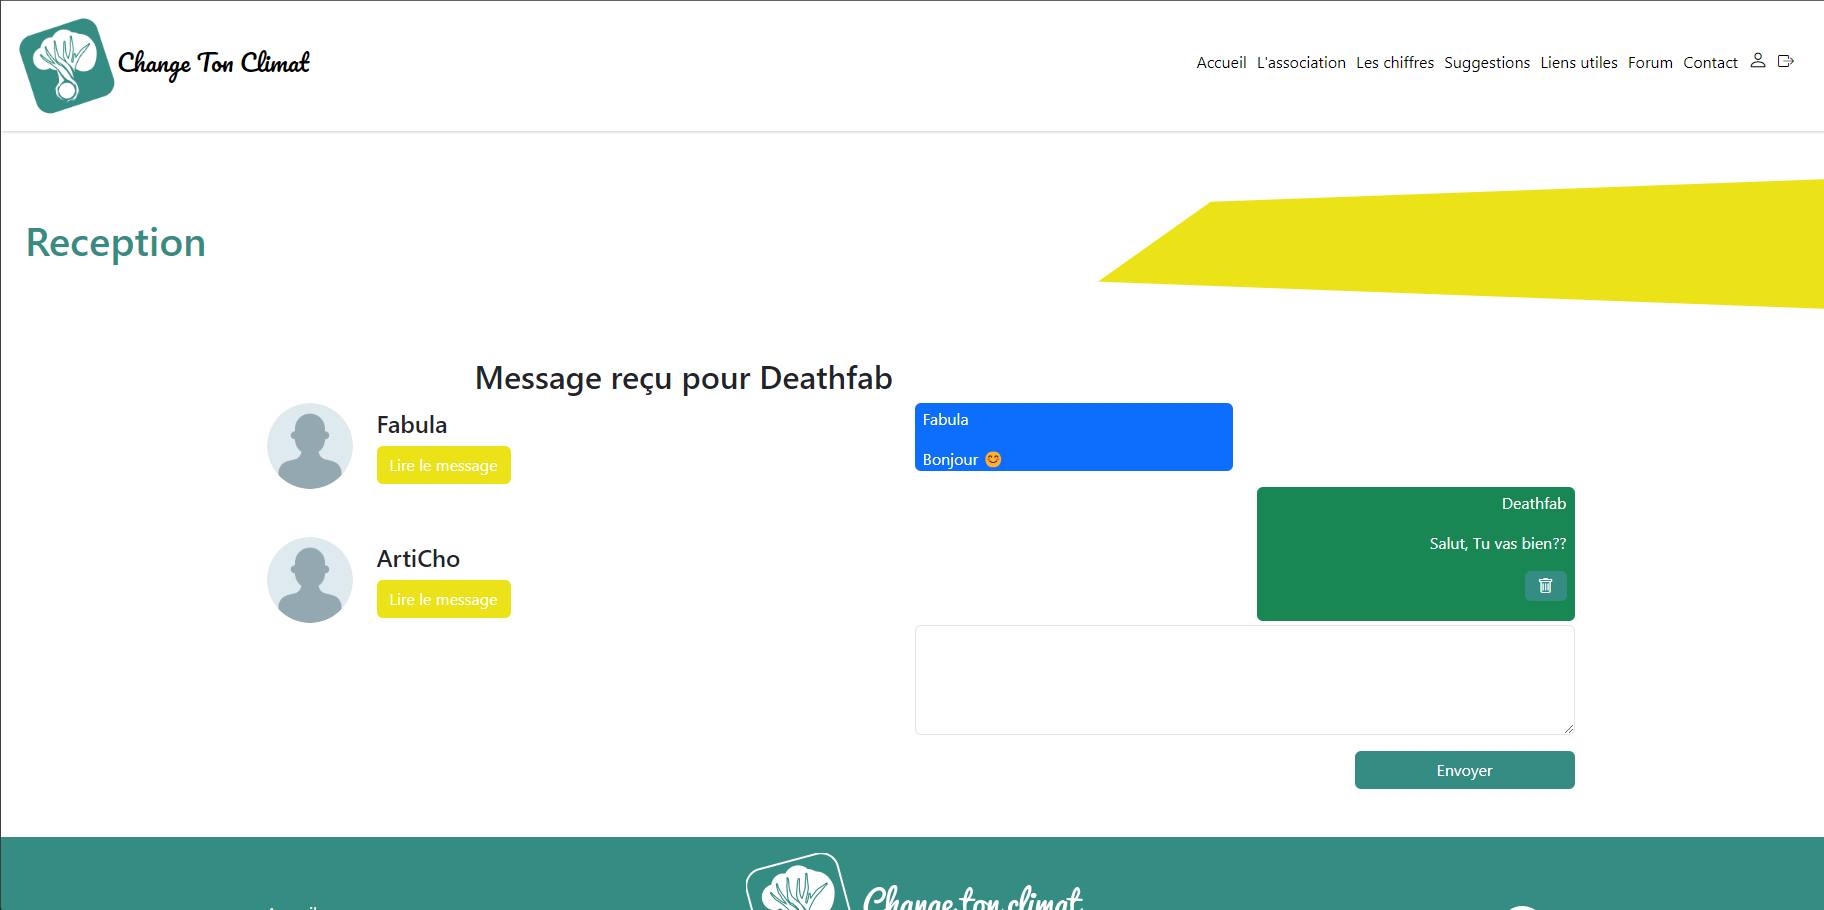 Change Ton Climat
Accueil L'association Les chiffres Suggestions Liens utiles Forum Contact
Reception
Message reçu pour Deathfab
Fabula
Lire le message
ArtiCho
Lire le message
Fabula
Bonjour 😊
Deathfab
Salut, Tu vas bien??
Envoyer
Change ton climat